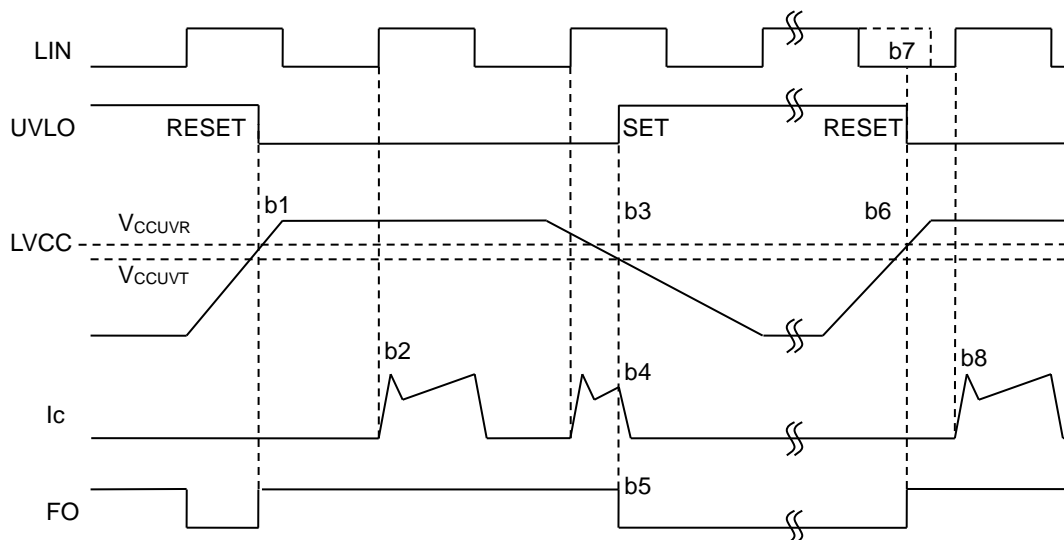 LIN
b7
UVLO
RESET
SET
RESET
b1
b3
b6
VCCUVR
LVCC
VCCUVT
b2
b4
b8
Ic
b5
FO